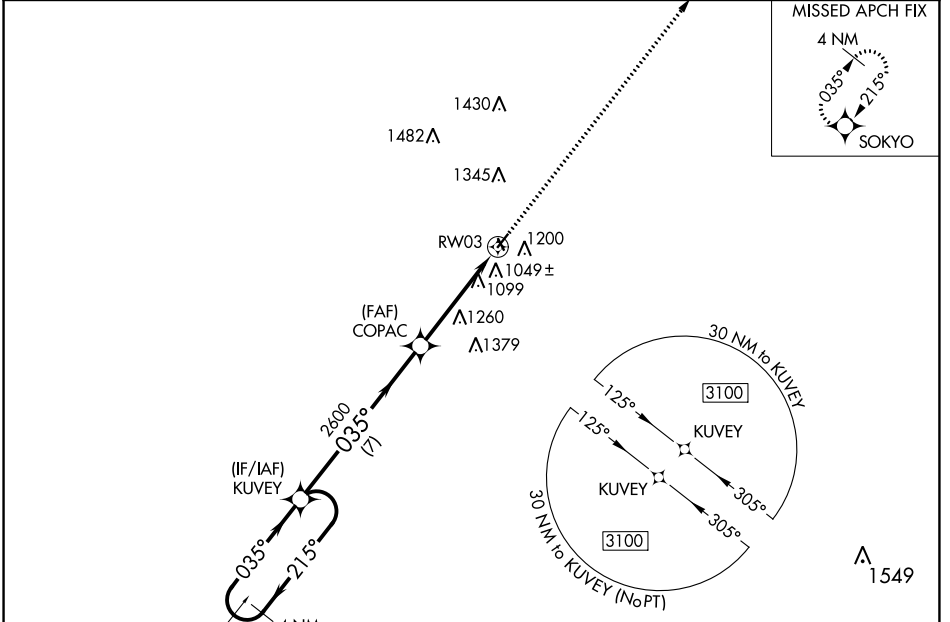 MISSED APCH FIX
4 NM
035°
215°
SOKYO
1430
1482
1345
RW03
1200
1049±
1099
(FAF)
COPAC
1260
1379
2600
035°
(7)
(IF/IAF)
KUVEY
035°
215°
4 NM
30 NM to KUVEY
3100
125°
KUVEY
305°
125°
KUVEY
305°
3100
30 NM to KUVEY (NoPT)
1549